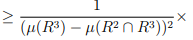 ≥ 1/(μ(R³) − μ(R² ∩ R³))² ×